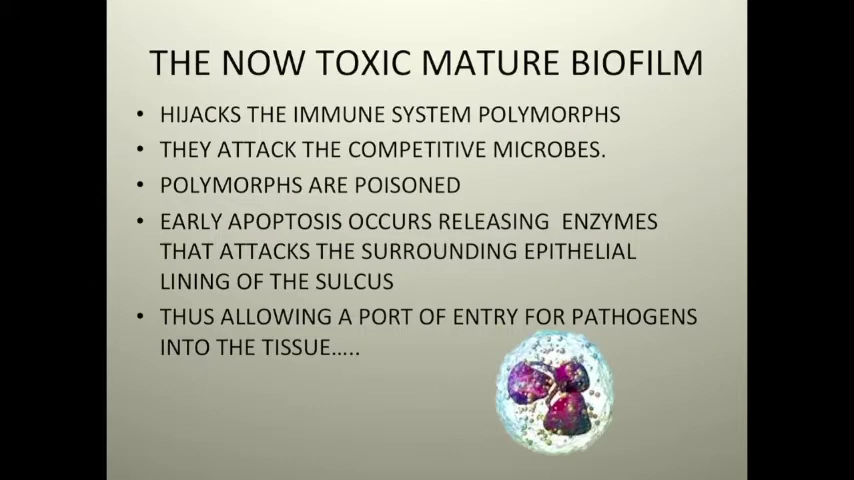 THE NOW TOXIC MATURE BIOFILM
• HIJACKS THE IMMUNE SYSTEM POLYMORPHS
• THEY ATTACK THE COMPETITIVE MICROBES.
• POLYMORPHS ARE POISONED
• EARLY APOPTOSIS OCCURS RELEASING  ENZYMES
THAT ATTACKS THE SURROUNDING EPITHELIAL
LINING OF THE SULCUS
• THUS ALLOWING A PORT OF ENTRY FOR PATHOGENS
INTO THE TISSUE…..